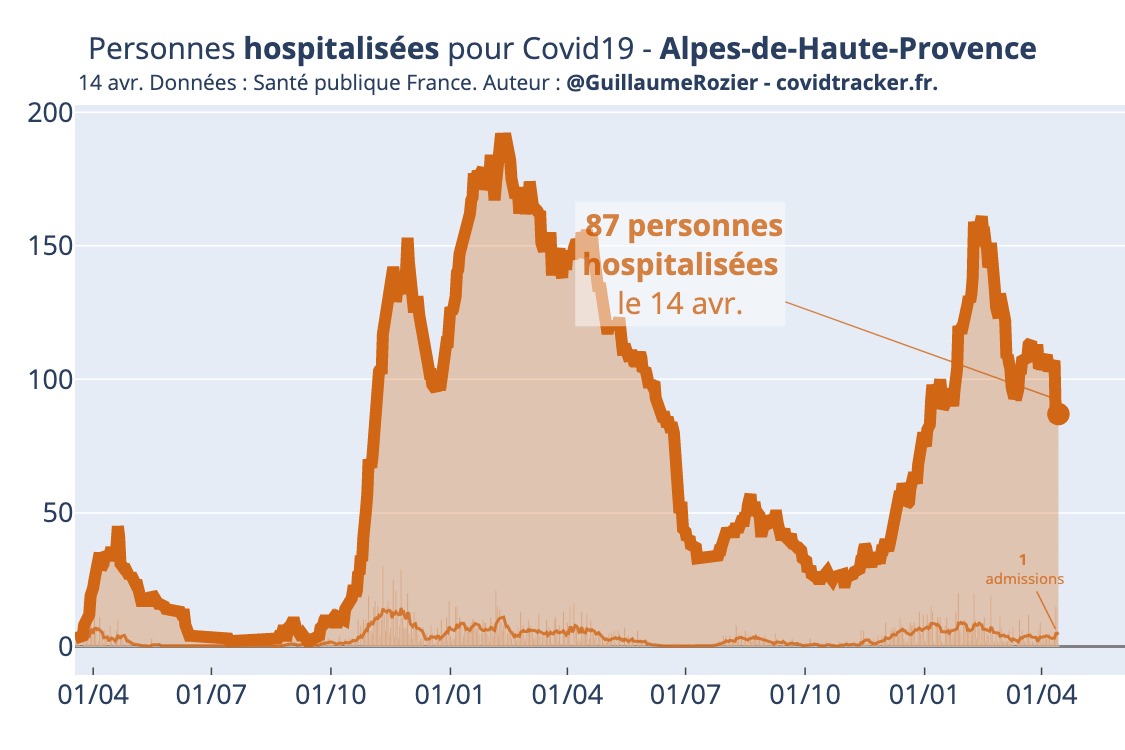 Personnes hospitalisées pour Covid19 - Alpes-de-Haute-Provence
14 avr. Données : Santé publique France. Auteur : @GuillaumeRozier - covidtracker.fr.
200
150
100
50
0
87 personnes
hospitalisées
le 14 avr.
1
admissions
01/04 01/07 01/10 01/01 01/04 01/07 01/10 01/01 01/04